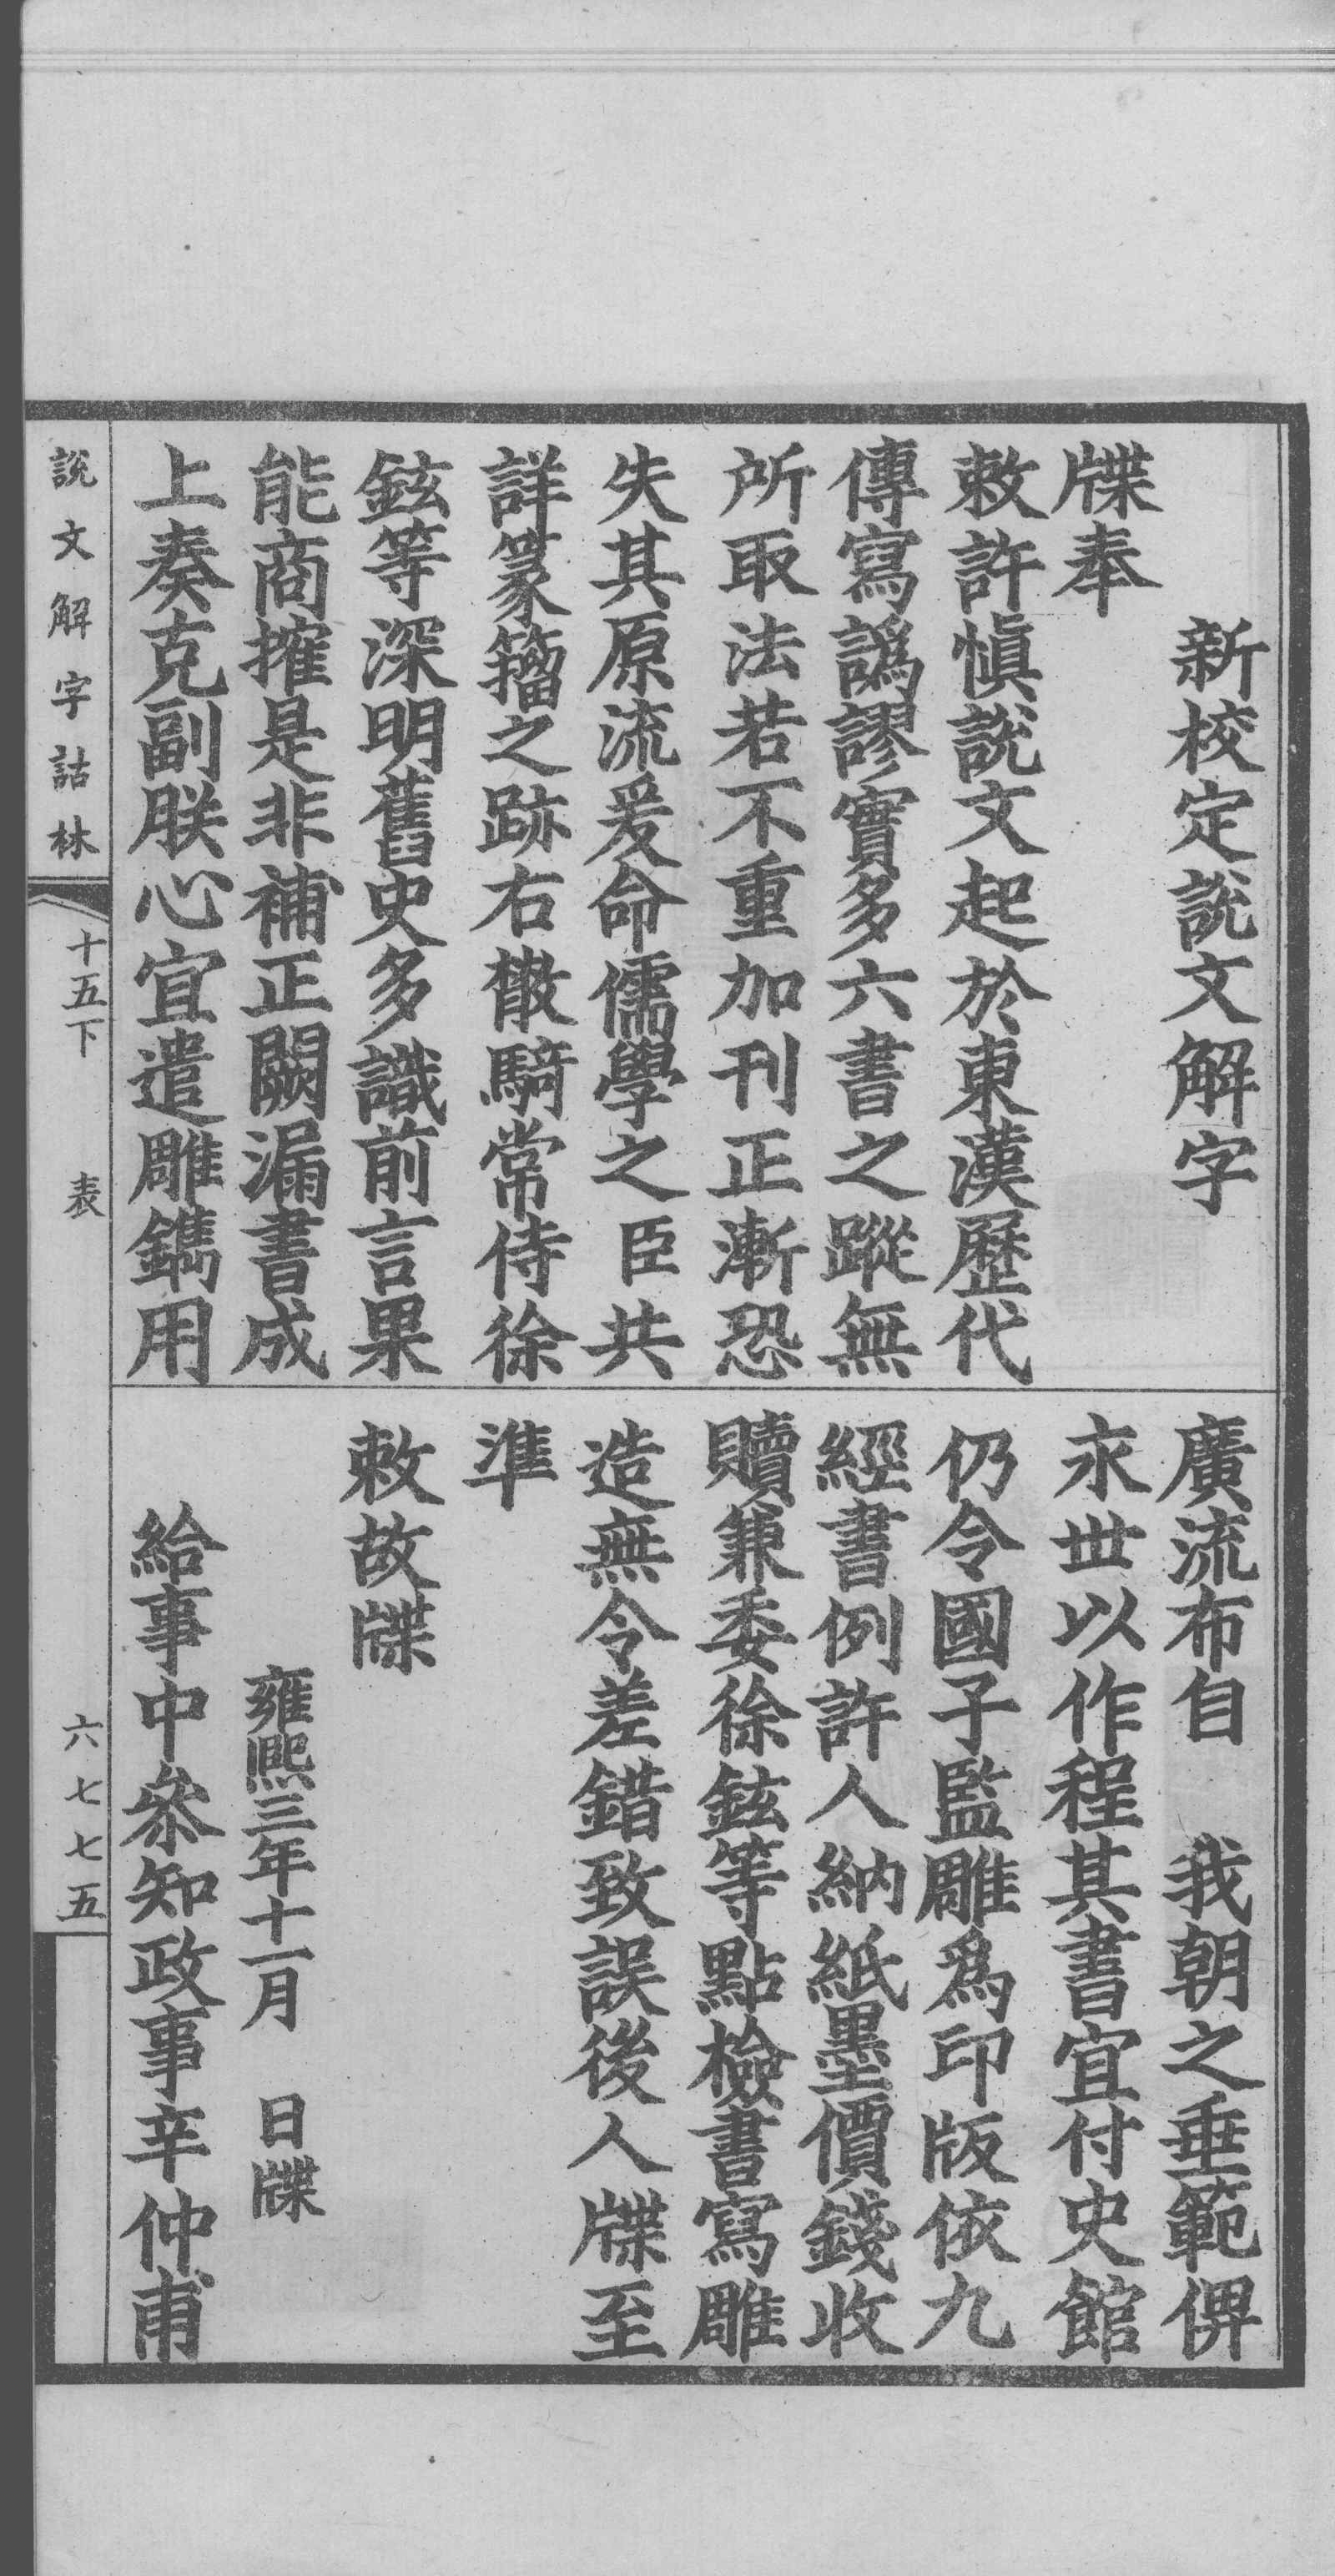 新校定說文解字
牒奉
敕許愼說文起於東漢歷代
傳寫譌謬實多六書之蹤無
所取法若不重加刊正漸恐
失其原流爰命儒學之臣共
詳篆籀之跡右散騎常侍徐
鉉等深明舊史多識前言果
能商搉是非補正闕漏書成
上奏克副朕心宜遣雕鐫用
廣流布自　我朝之垂範俾
永世以作程其書宜付史館
仍令國子監雕爲印版依九
經書例許人納紙墨價錢收
贖兼委徐鉉等點檢書寫雕
造無令差錯致誤後人牒至
準
敕故牒
雍熙三年十一月　日牒
給事中參知政事辛仲甫
說文解字詁林
十五下　表
六七七五